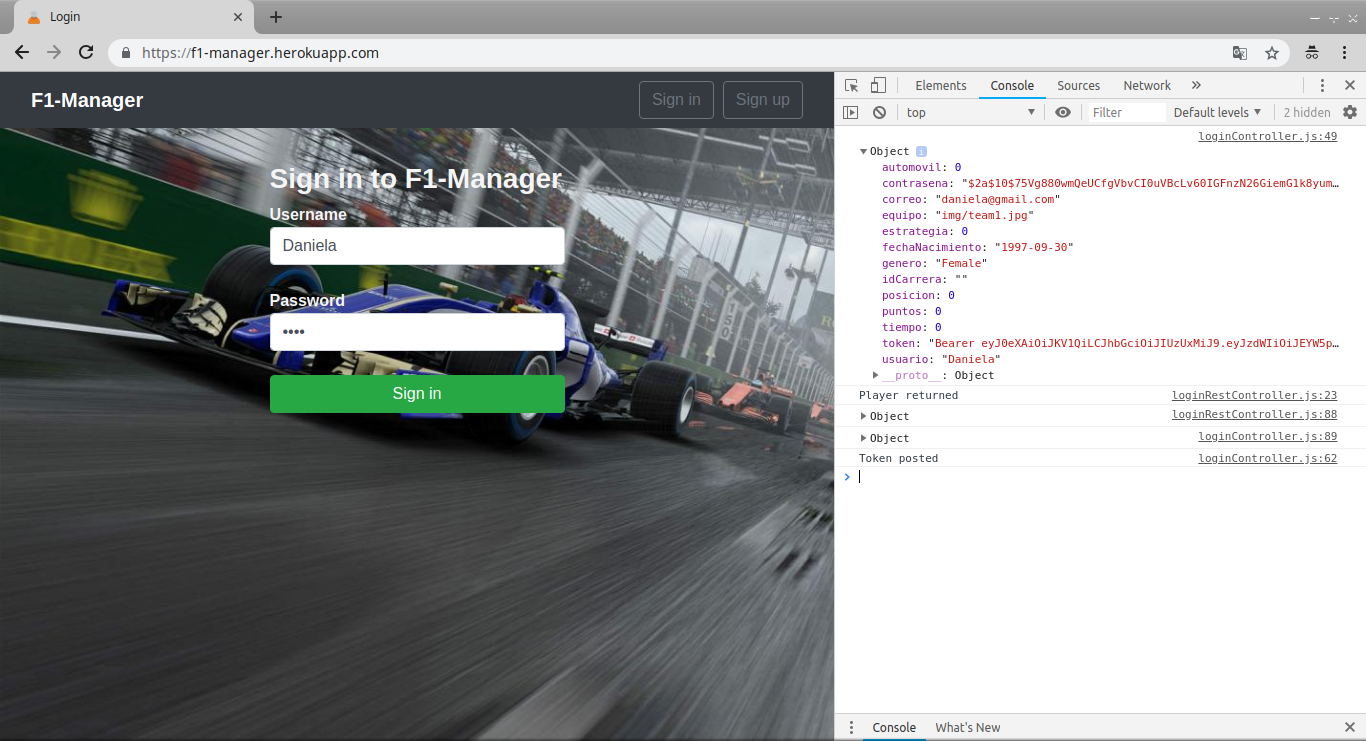 Login
https://f1-manager.herokuapp.com
F1-Manager
Sign in
Sign up
Sign in to F1-Manager
Username
Daniela
Password
••••
Sign in
Elements Console Sources Network »
top Filter Default levels 2 hidden
loginController.js:49
Object i
automovil: 0
contrasena: "$2a$10$75Vg880wmQeUCfgVbvCI0uVBcLv60IGFnzN26GiemG1k8yum…
correo: "daniela@gmail.com"
equipo: "img/team1.jpg"
estrategia: 0
fechaNacimiento: "1997-09-30"
genero: "Female"
idCarrera: ""
posicion: 0
puntos: 0
tiempo: 0
token: "Bearer eyJ0eXAiOiJKV1QiLCJhbGciOiJIUzUxMiJ9.eyJzdWIiOiJEYW5p…
usuario: "Daniela"
__proto__: Object
Player returned loginRestController.js:23
Object loginRestController.js:88
Object loginController.js:89
Token posted loginController.js:62
Console What's New